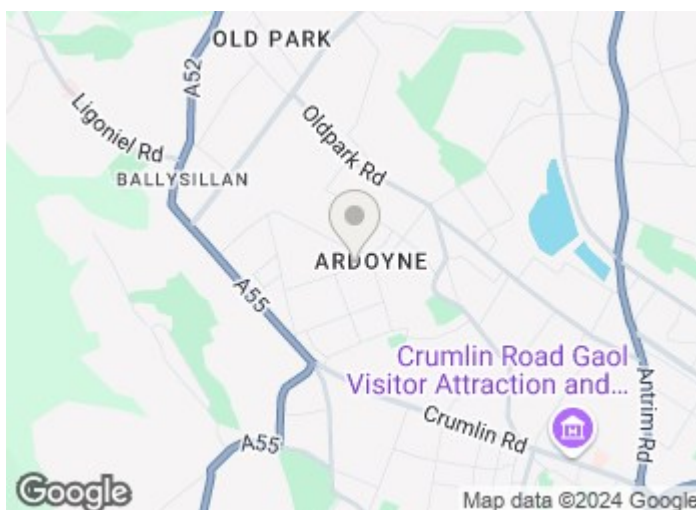 OLD PARK
A52
Ligoniel Rd
Oldpark Rd
BALLYSILLAN
ARDOYNE
A55
Crumlin Road Gaol
Visitor Attraction and...
Antrim Rd
Crumlin Rd
A55
Google
Map data ©2024 Google